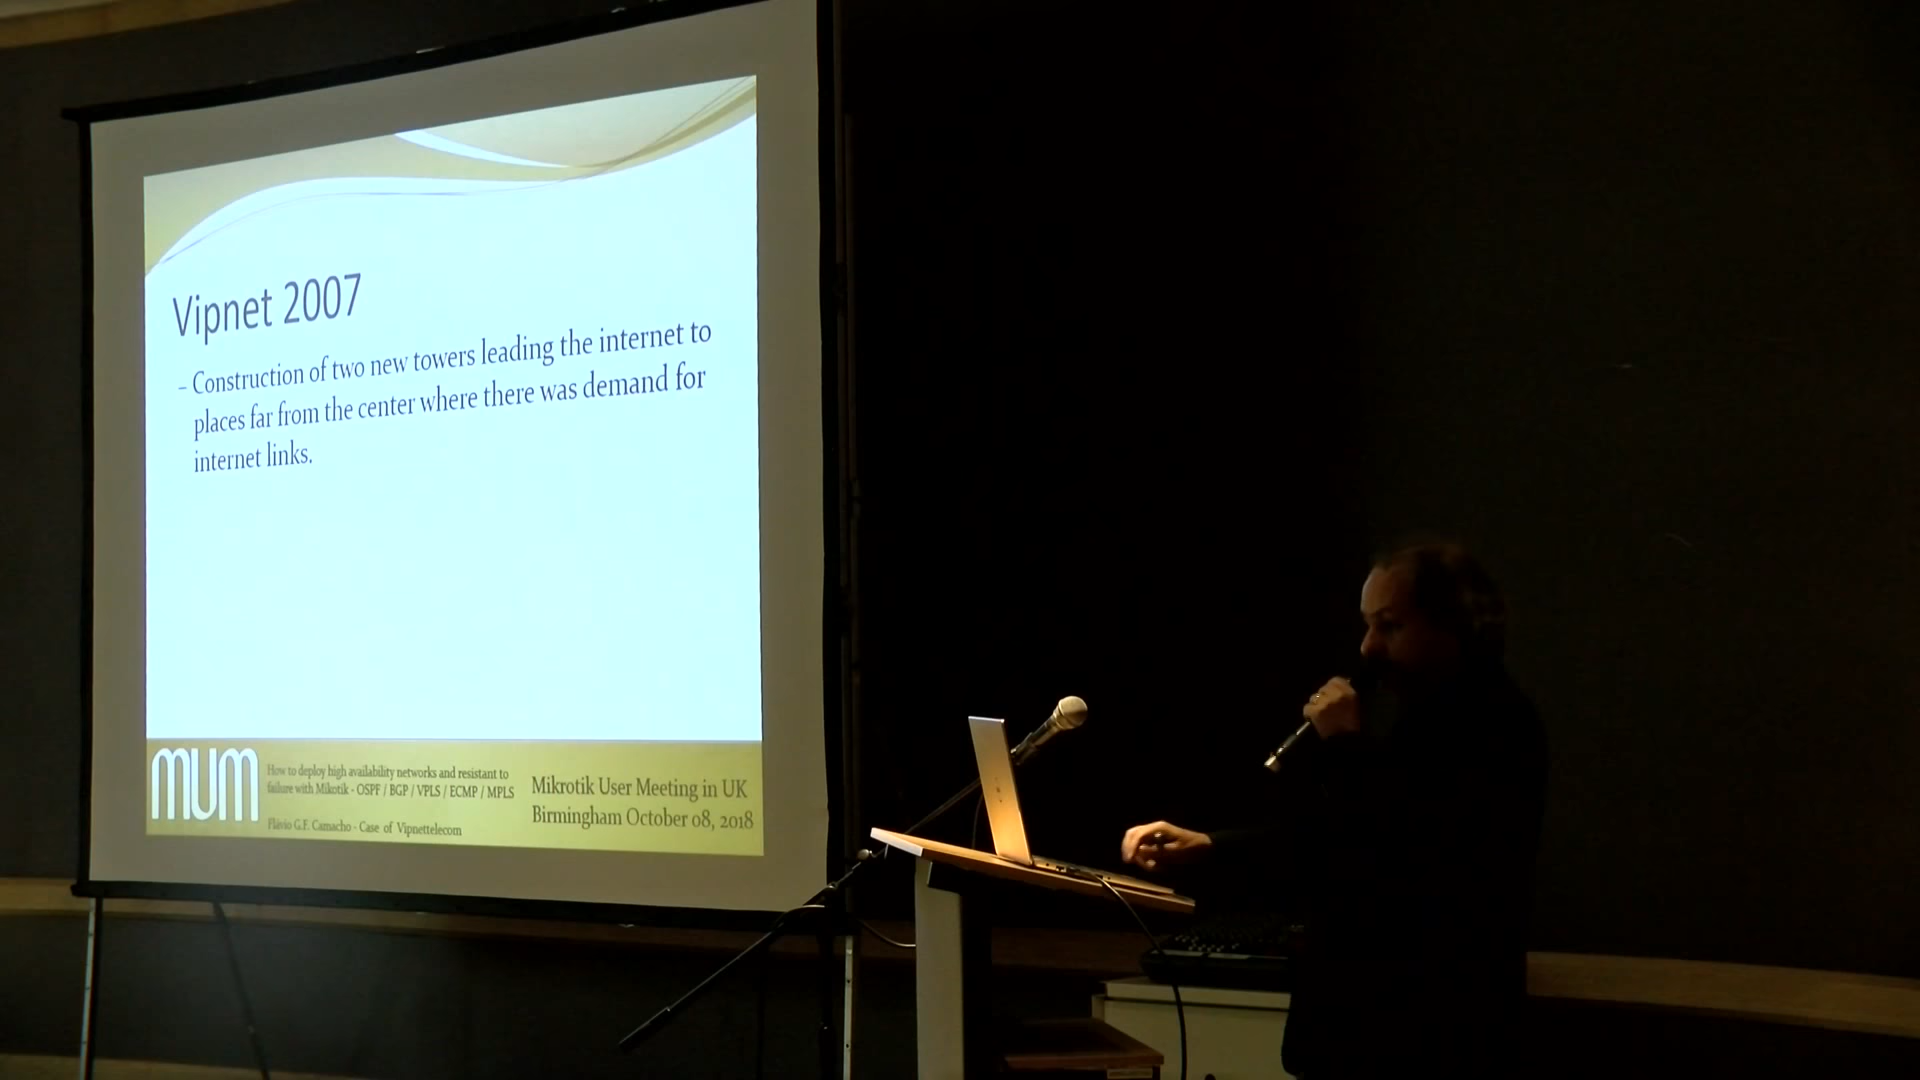 Vipnet 2007
– Construction of two new towers leading the internet to
places far from the center where there was demand for
internet links.
mum
How to deploy high availability networks and resistant to
failure with Mikotik - OSPF / BGP / VPLS / ECMP / MPLS
Flávio G.F. Camacho - Case of Vipnettelecom
Mikrotik User Meeting in UK
Birmingham October 08, 2018